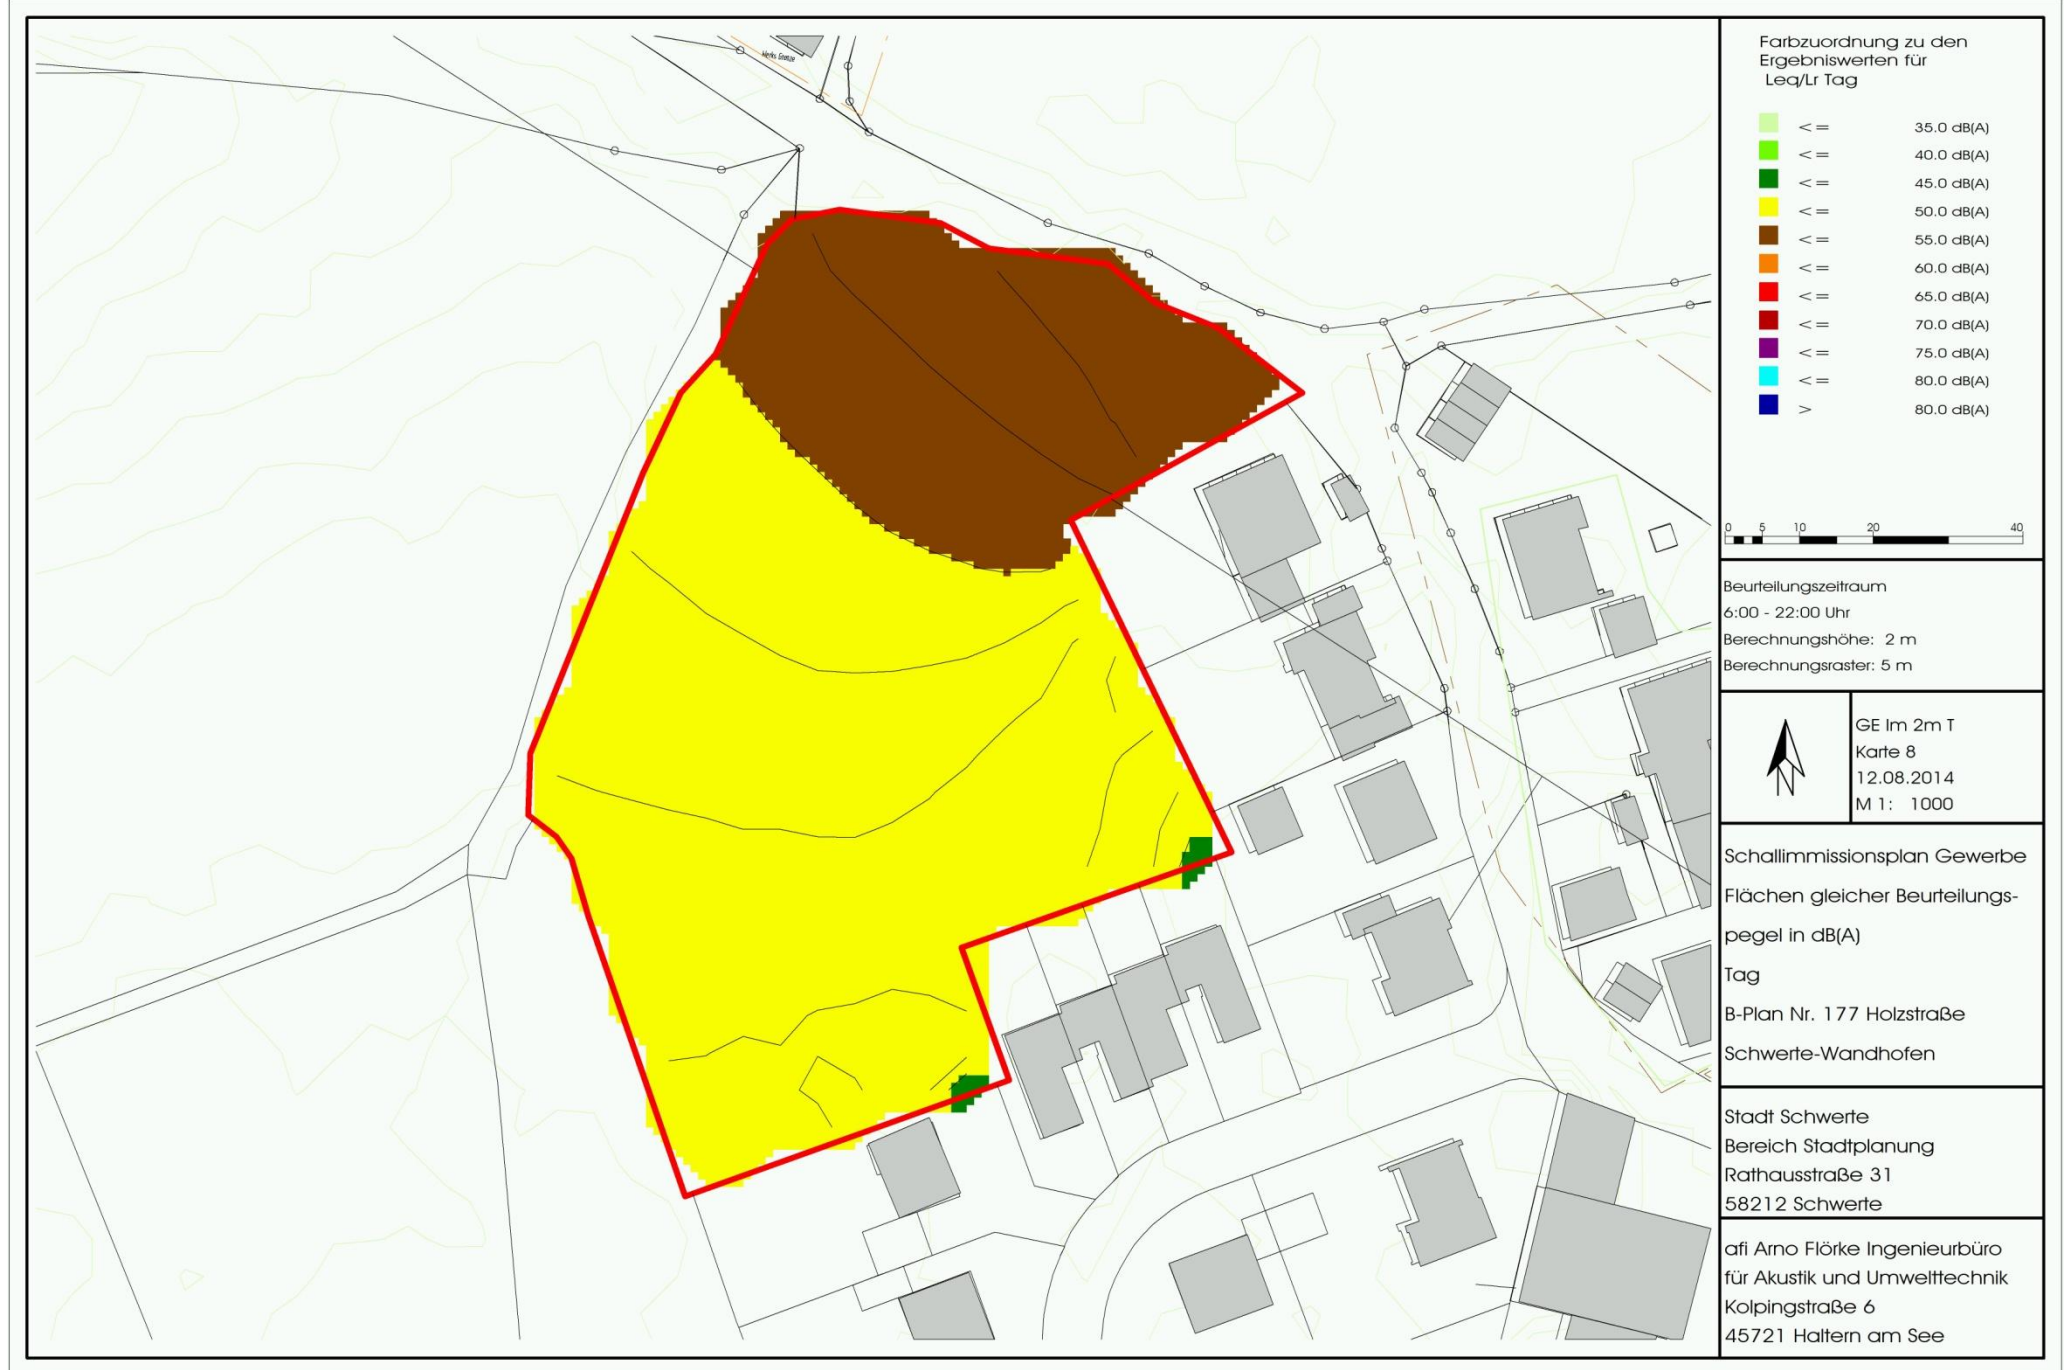 Werks Grenze
Farbzuordnung zu den
Ergebniswerten für
Leq/Lr Tag
<= 35.0 dB(A)
<= 40.0 dB(A)
<= 45.0 dB(A)
<= 50.0 dB(A)
<= 55.0 dB(A)
<= 60.0 dB(A)
<= 65.0 dB(A)
<= 70.0 dB(A)
<= 75.0 dB(A)
<= 80.0 dB(A)
> 80.0 dB(A)
0 5 10 20 40
Beurteilungszeitraum
6:00 - 22:00 Uhr
Berechnungshöhe: 2 m
Berechnungsraster: 5 m
GE Im 2m T
Karte 8
12.08.2014
M 1: 1000
Schallimmissionsplan Gewerbe
Flächen gleicher Beurteilungs-
pegel in dB(A)
Tag
B-Plan Nr. 177 Holzstraße
Schwerte-Wandhofen
Stadt Schwerte
Bereich Stadtplanung
Rathausstraße 31
58212 Schwerte
afi Arno Flörke Ingenieurbüro
für Akustik und Umwelttechnik
Kolpingstraße 6
45721 Haltern am See